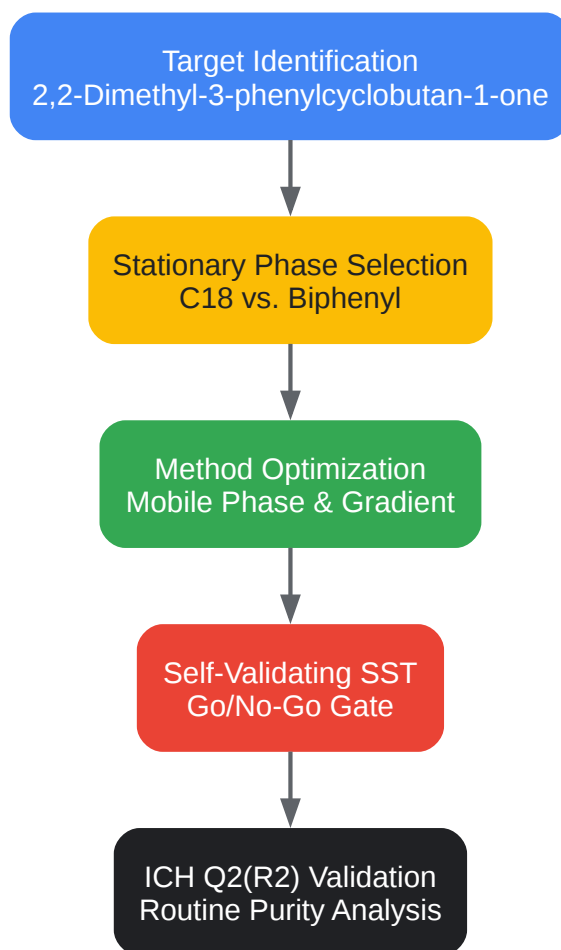 Target Identification
2,2-Dimethyl-3-phenylcyclobutan-1-one
Stationary Phase Selection
C18 vs. Biphenyl
Method Optimization
Mobile Phase & Gradient
Self-Validating SST
Go/No-Go Gate
ICH Q2(R2) Validation
Routine Purity Analysis